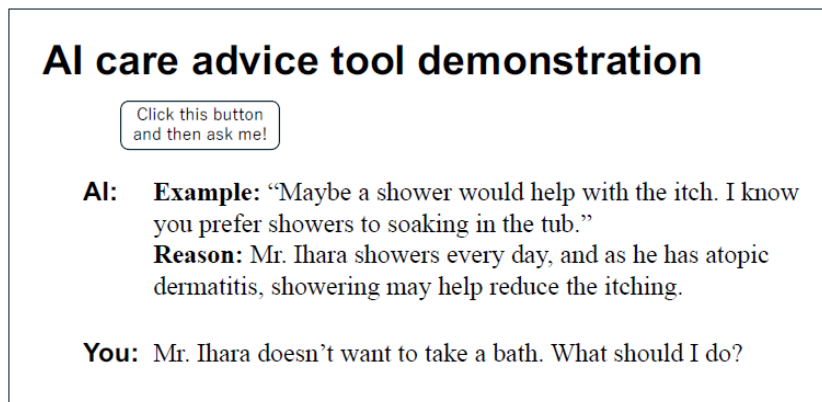 AI care advice tool demonstration
Click this button
and then ask me!
AI: Example: “Maybe a shower would help with the itch. I know
you prefer showers to soaking in the tub.”
Reason: Mr. Ihara showers every day, and as he has atopic
dermatitis, showering may help reduce the itching.
You: Mr. Ihara doesn’t want to take a bath. What should I do?